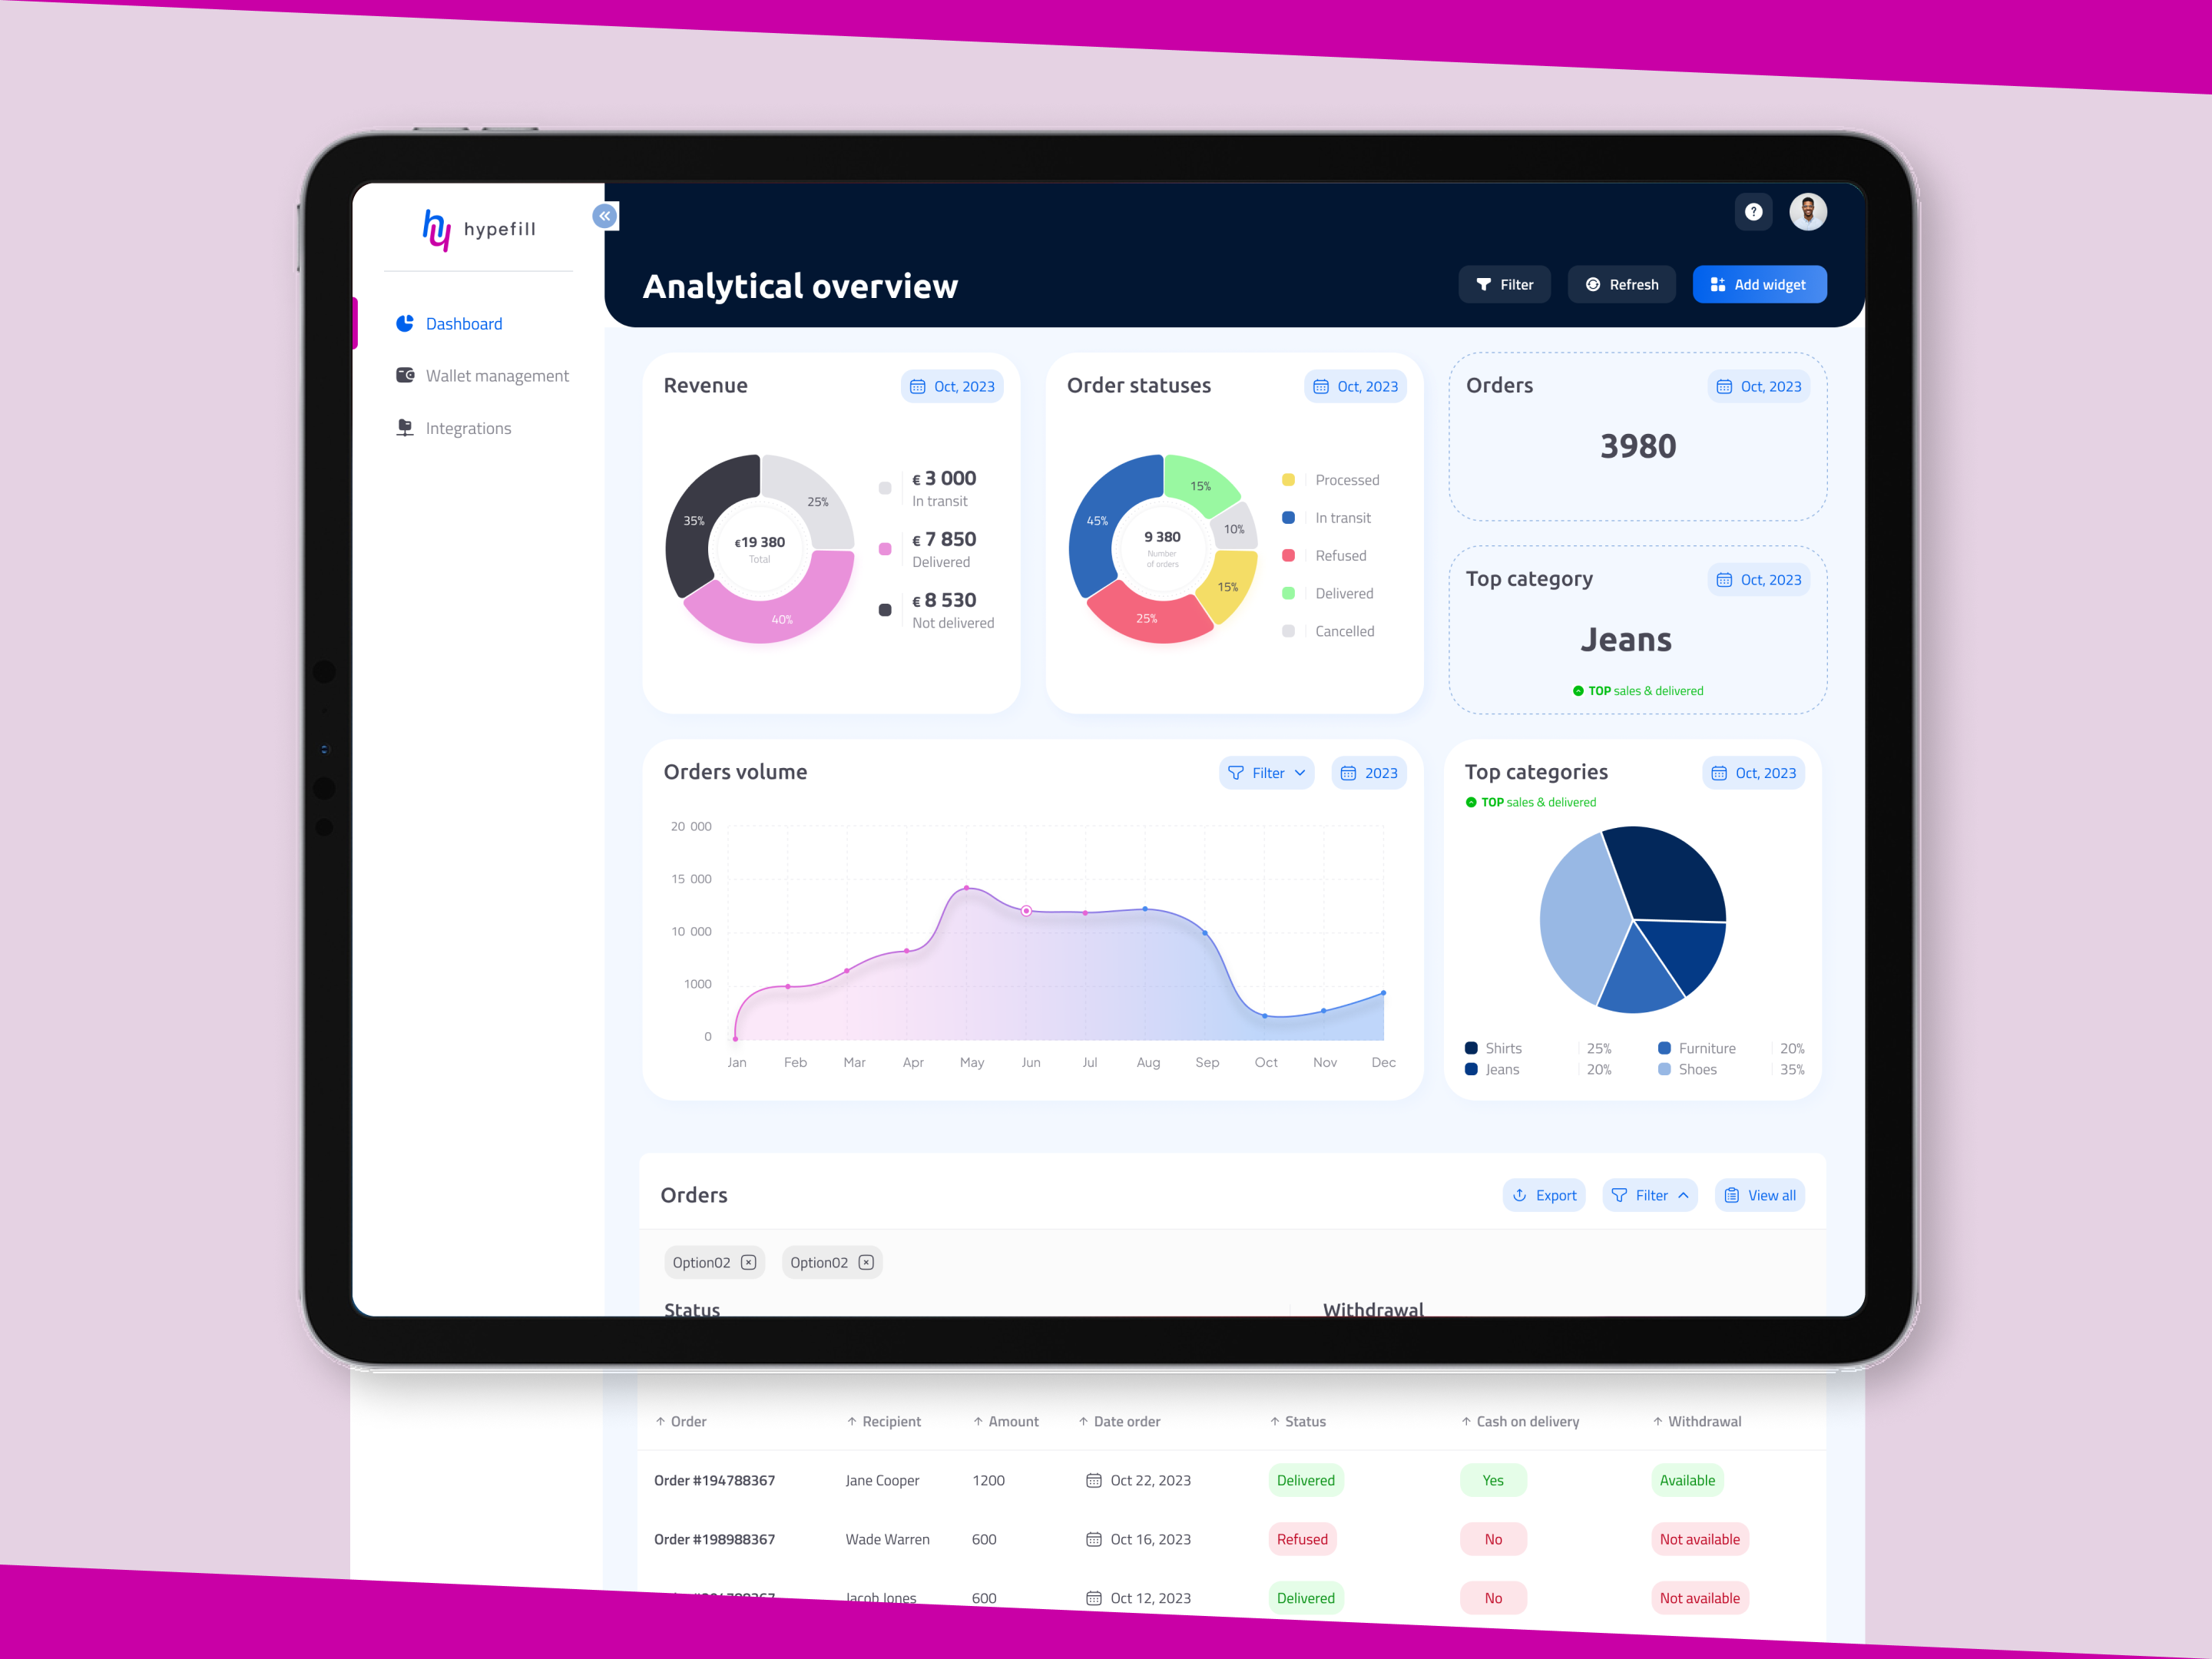 hypefill
Dashboard
Wallet management
Integrations
?
Analytical overview
Filter
Refresh
Add widget
Revenue
Oct, 2023
25%
35%
40%
€19 380
Total
€ 3 000
In transit
€ 7 850
Delivered
€ 8 530
Not delivered
Order statuses
Oct, 2023
15%
10%
45%
15%
25%
9 380
Number
of orders
Processed
In transit
Refused
Delivered
Cancelled
Orders
Oct, 2023
3980
Top category
Oct, 2023
Jeans
TOP sales & delivered
Orders volume
Filter
2023
20 000
15 000
10 000
1000
0
Jan Feb Mar Apr May Jun Jul Aug Sep Oct Nov Dec
Top categories
Oct, 2023
TOP sales & delivered
Shirts 25% Furniture 20%
Jeans 20% Shoes 35%
Orders
Export
Filter
View all
Option02
Option02
Status Withdrawal
Order Recipient Amount Date order Status Cash on delivery Withdrawal
Order #194788367 Jane Cooper 1200 Oct 22, 2023 Delivered Yes Available
Order #198988367 Wade Warren 600 Oct 16, 2023 Refused No Not available
Jacob Jones 600 Oct 12, 2023 Delivered No Not available